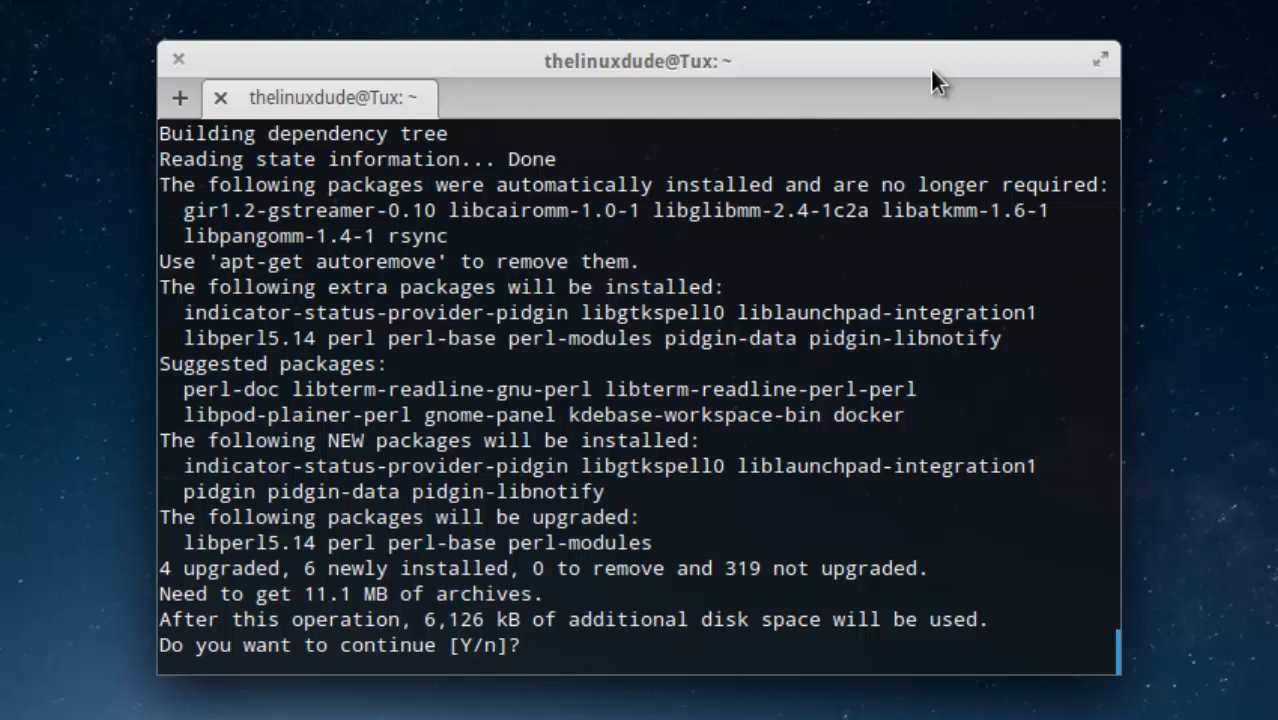 thelinuxdude@Tux: ~
thelinuxdude@Tux: ~
Building dependency tree
Reading state information... Done
The following packages were automatically installed and are no longer required:
gir1.2-gstreamer-0.10 libcairomm-1.0-1 libglibmm-2.4-1c2a libatkmm-1.6-1
libpangomm-1.4-1 rsync
Use 'apt-get autoremove' to remove them.
The following extra packages will be installed:
indicator-status-provider-pidgin libgtkspell0 liblaunchpad-integration1
libperl5.14 perl perl-base perl-modules pidgin-data pidgin-libnotify
Suggested packages:
perl-doc libterm-readline-gnu-perl libterm-readline-perl-perl
libpod-plainer-perl gnome-panel kdebase-workspace-bin docker
The following NEW packages will be installed:
indicator-status-provider-pidgin libgtkspell0 liblaunchpad-integration1
pidgin pidgin-data pidgin-libnotify
The following packages will be upgraded:
libperl5.14 perl perl-base perl-modules
4 upgraded, 6 newly installed, 0 to remove and 319 not upgraded.
Need to get 11.1 MB of archives.
After this operation, 6,126 kB of additional disk space will be used.
Do you want to continue [Y/n]?